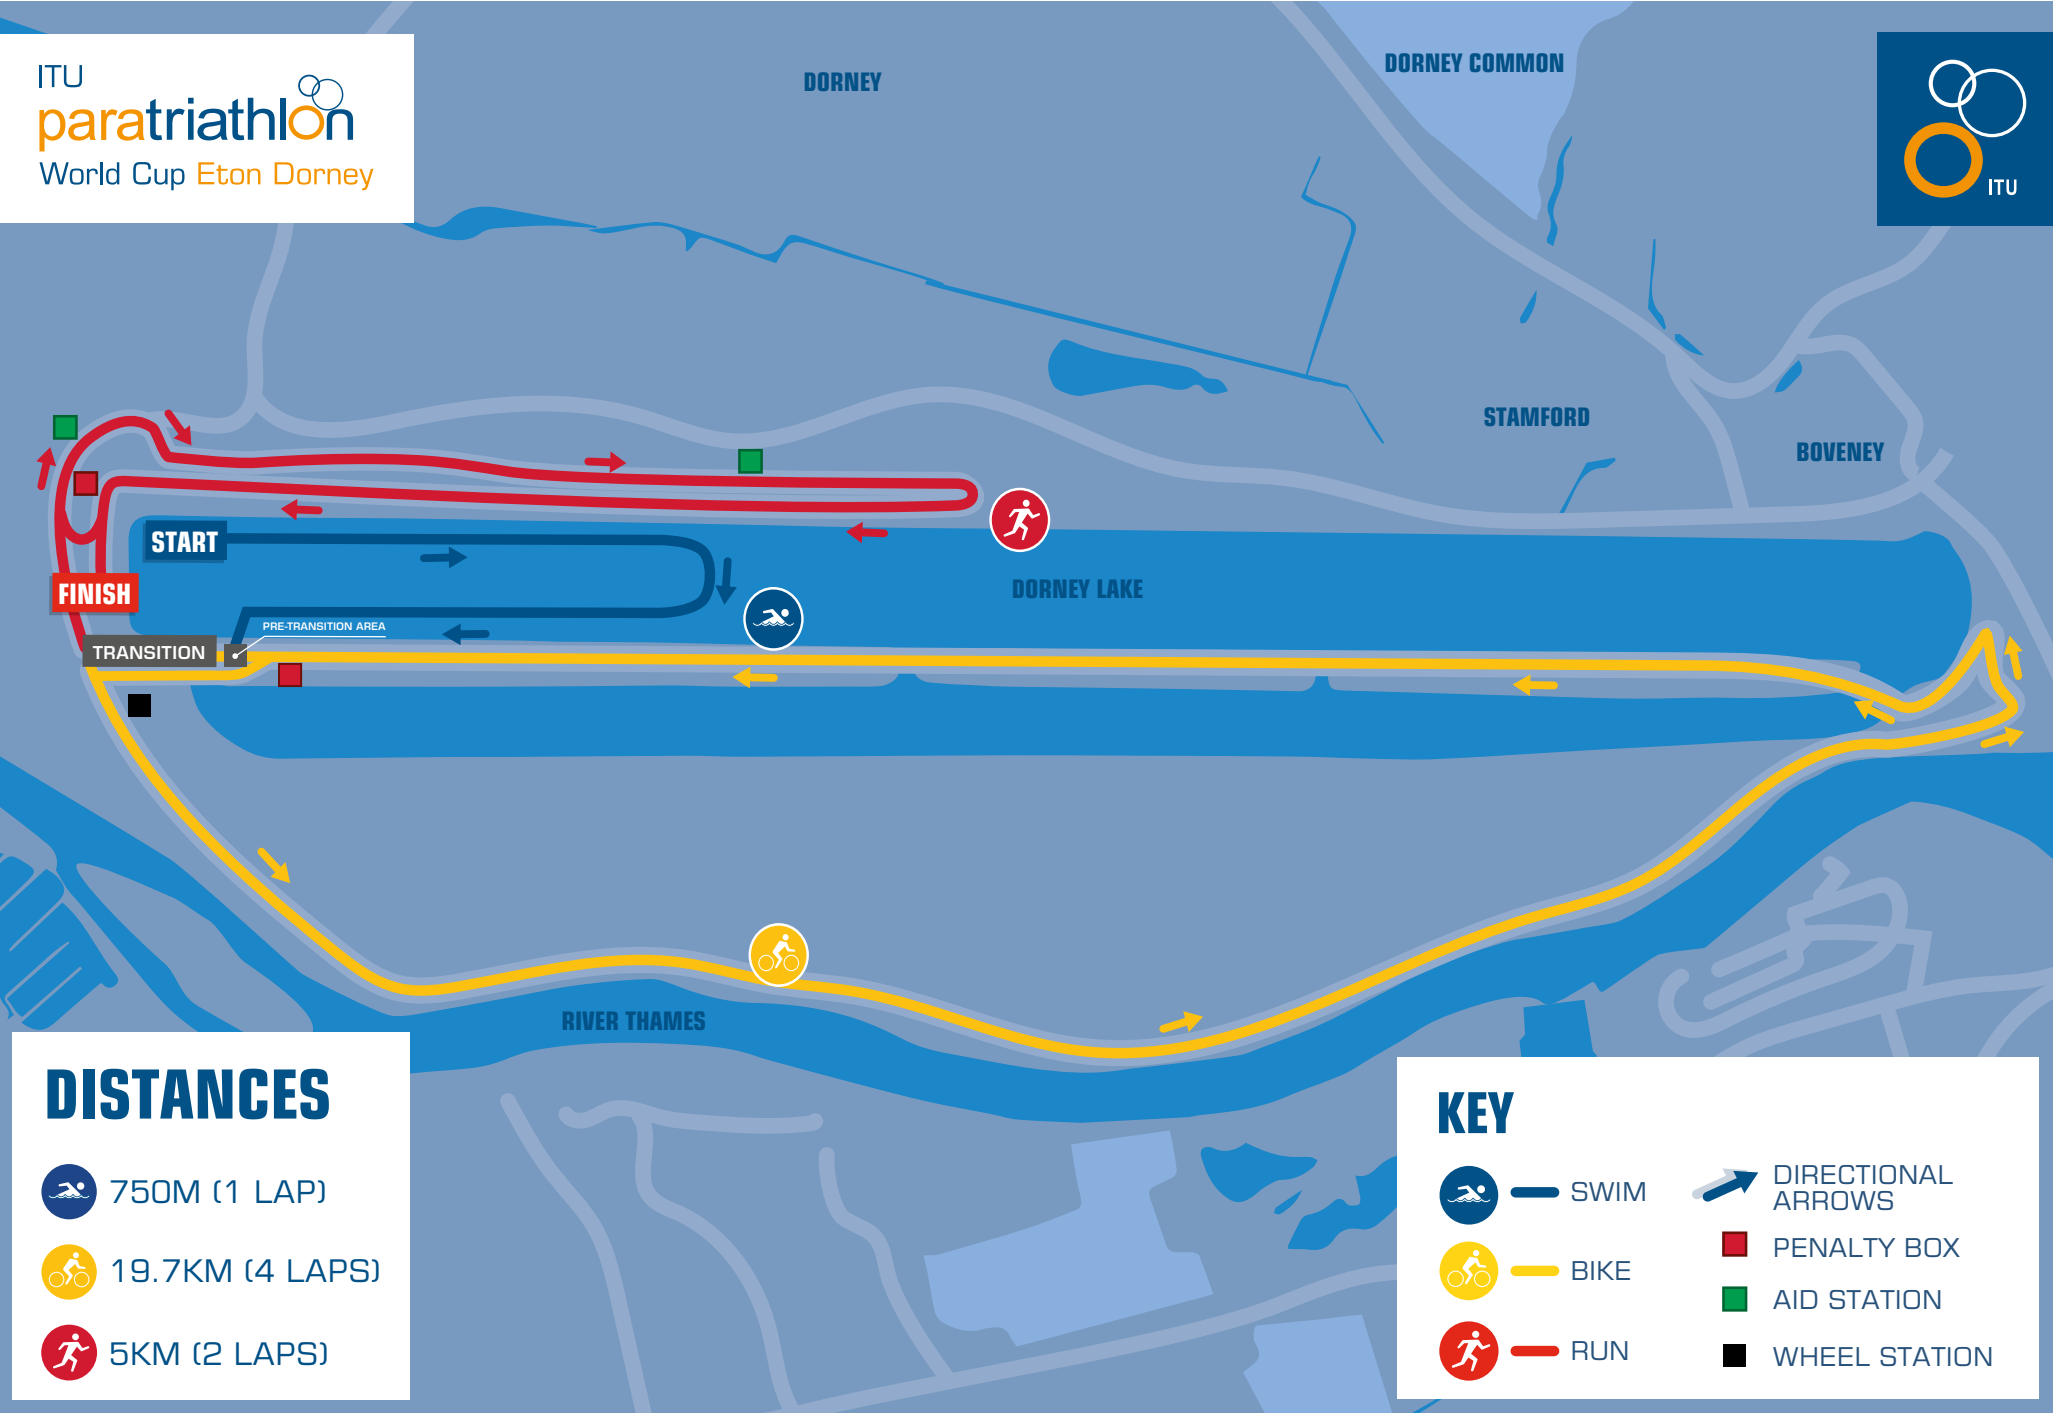 ITU
paratriathlon
World Cup Eton Dorney
DORNEY
DORNEY COMMON
ITU
STAMFORD
BOVENEY
START
FINISH
DORNEY LAKE
PRE-TRANSITION AREA
TRANSITION
RIVER THAMES
DISTANCES
750M (1 LAP)
19.7KM (4 LAPS)
5KM (2 LAPS)
KEY
SWIM
BIKE
RUN
DIRECTIONAL
ARROWS
PENALTY BOX
AID STATION
WHEEL STATION